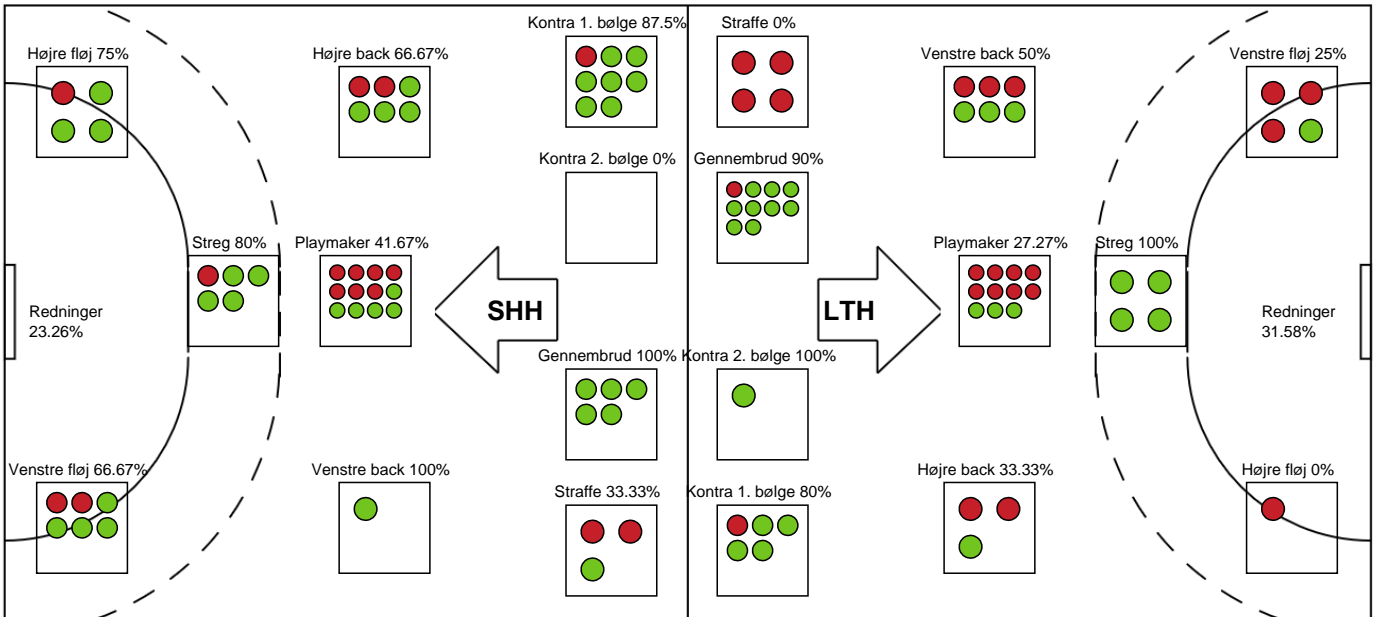 Kontra 1. bølge 87.5%
Straffe 0%
Højre fløj 75%
Højre back 66.67%
Venstre back 50%
Venstre fløj 25%
Kontra 2. bølge 0%
Gennembrud 90%
Streg 80%
Playmaker 41.67%
Playmaker 27.27%
Streg 100%
Redninger
23.26%
SHH
LTH
Redninger
31.58%
Gennembrud 100%
Kontra 2. bølge 100%
Venstre fløj 66.67%
Venstre back 100%
Højre back 33.33%
Højre fløj 0%
Straffe 33.33%
Kontra 1. bølge 80%